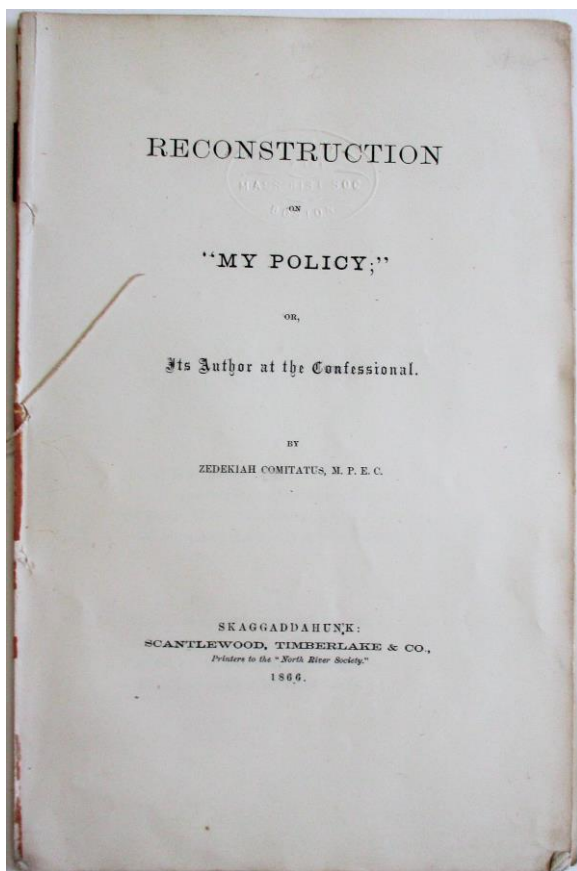 RECONSTRUCTION
ON
"MY POLICY;"
OR,
Its Author at the Confessional.
BY
ZEDEKIAH COMITATUS, M. P. E. C.
SKAGGADDAHUNK:
SCANTLEWOOD, TIMBERLAKE & CO.,
Printers to the "North River Society."
1866.